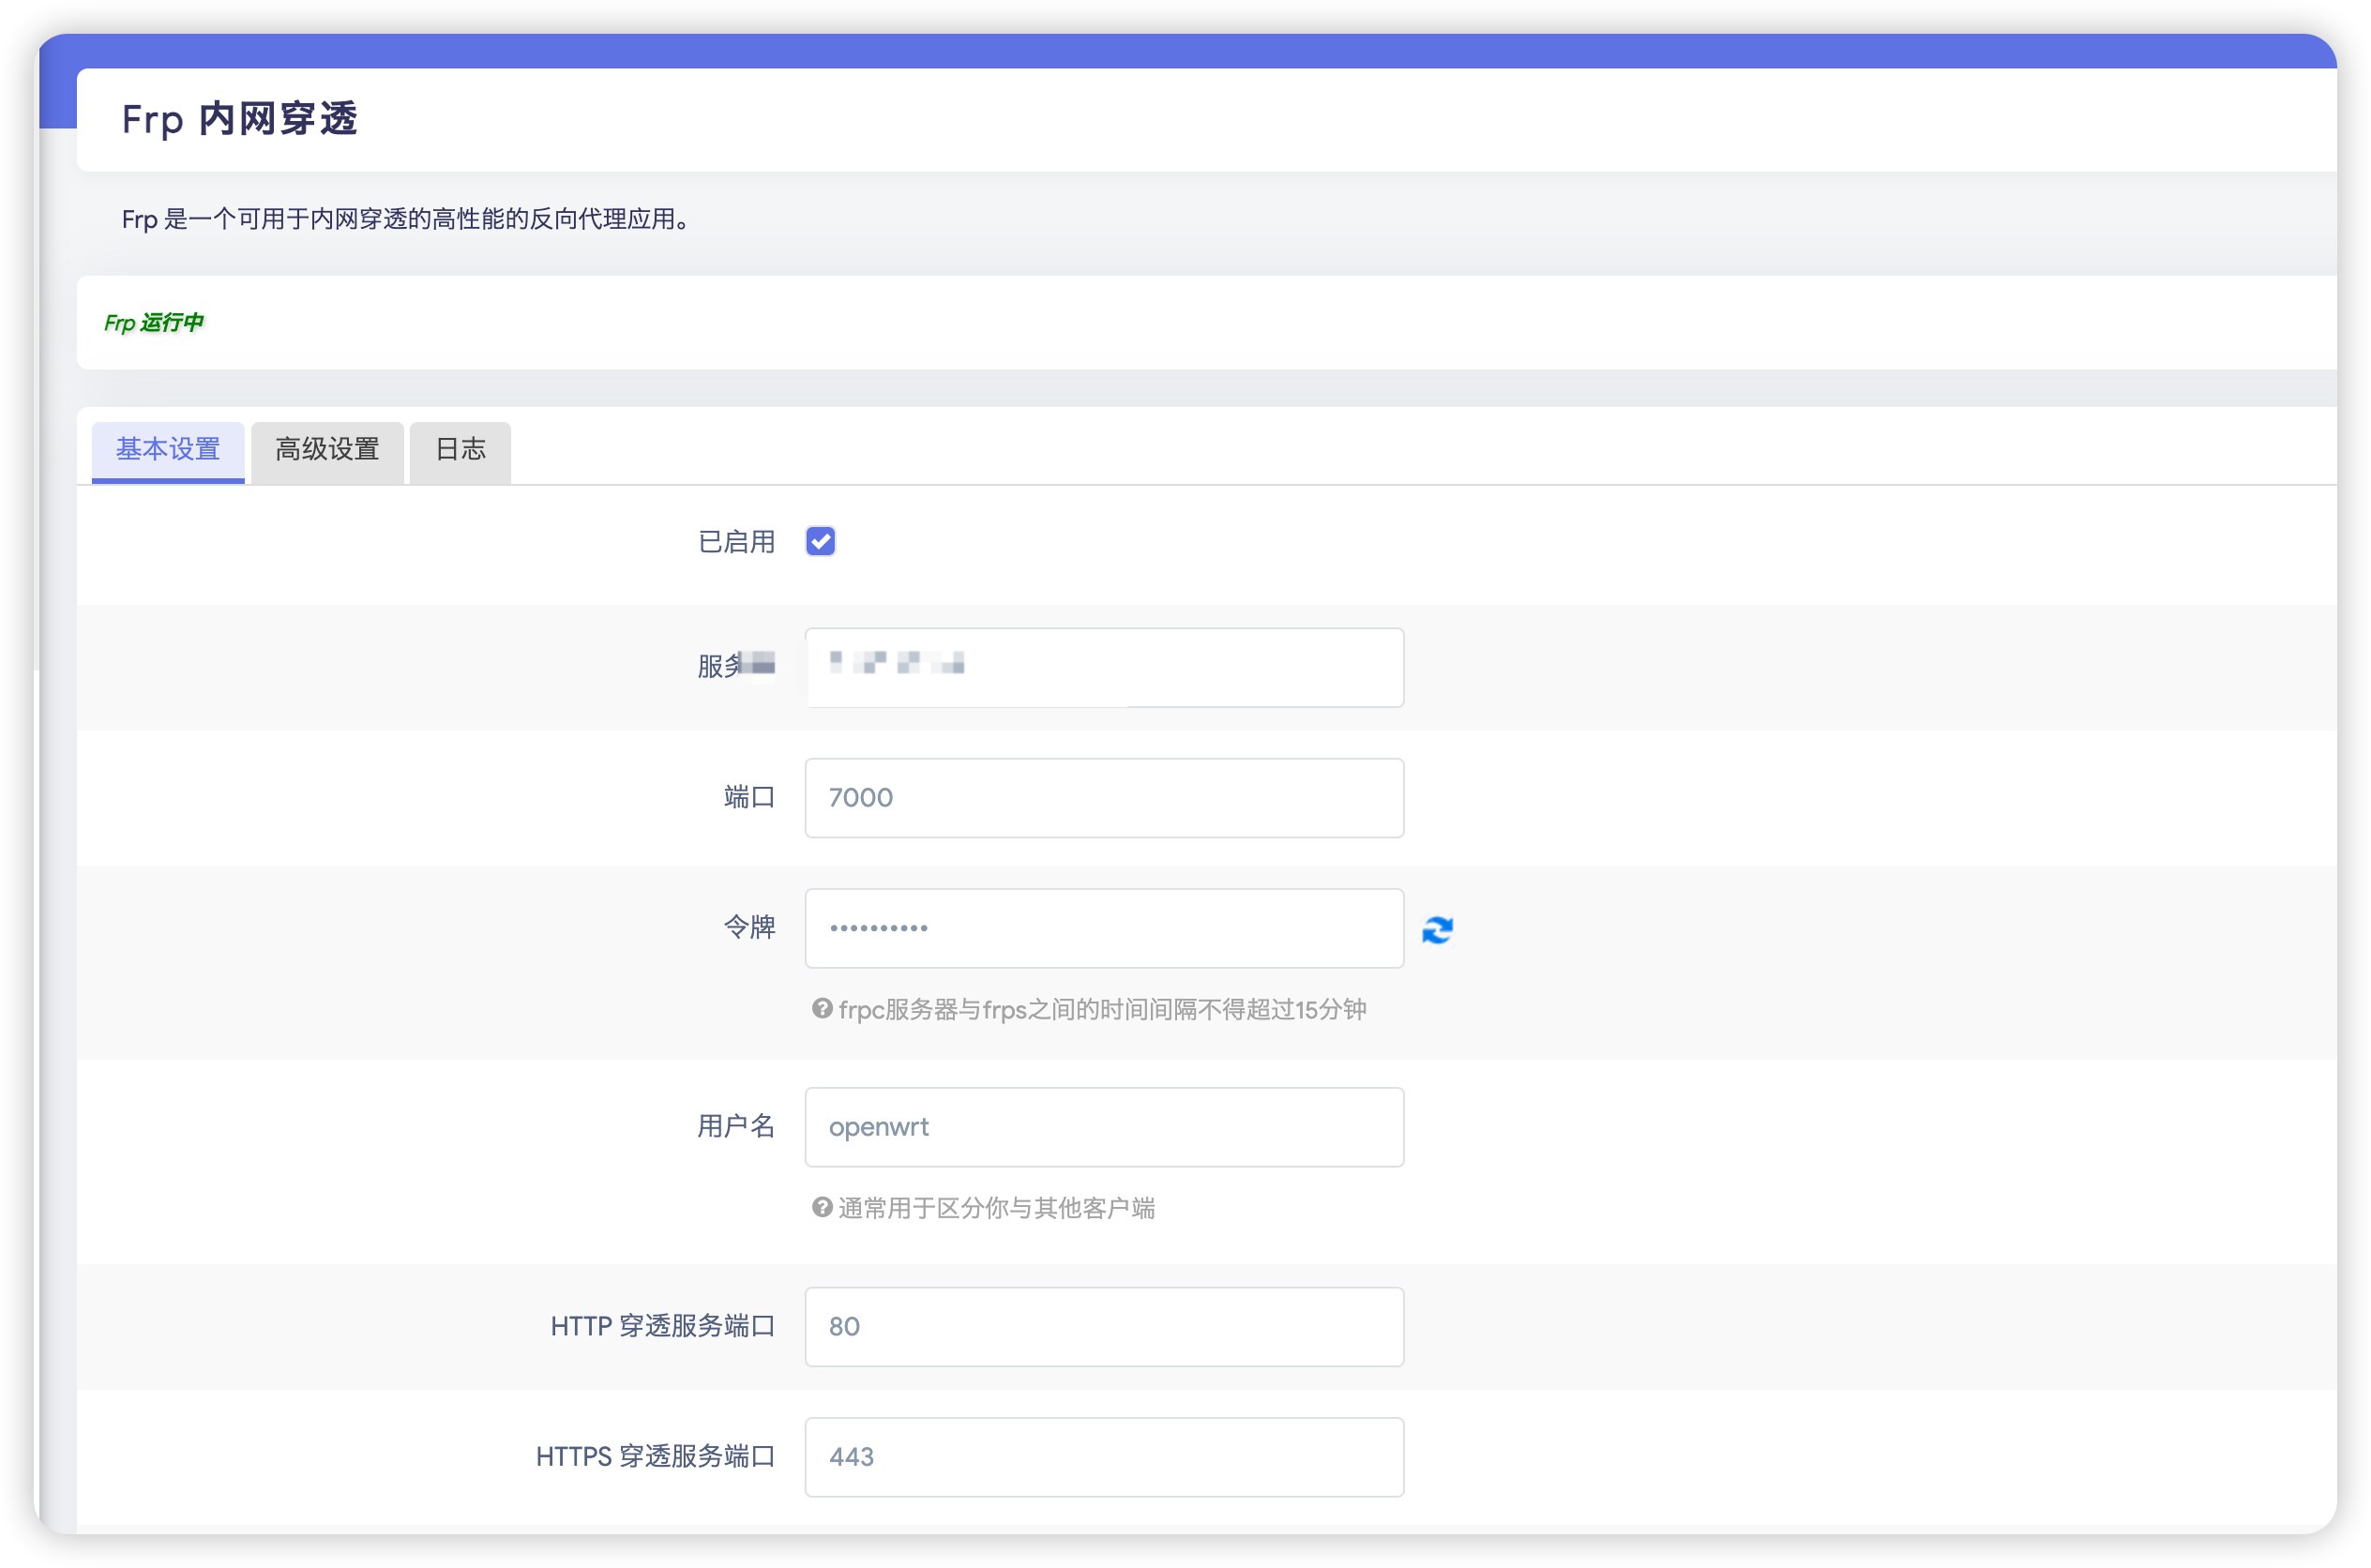 Frp 内网穿透
Frp 是一个可用于内网穿透的高性能的反向代理应用。
Frp 运行中
基本设置 高级设置 日志
已启用
服务
端口 7000
令牌 ••••••••••
frpc服务器与frps之间的时间间隔不得超过15分钟
用户名 openwrt
通常用于区分你与其他客户端
HTTP 穿透服务端口 80
HTTPS 穿透服务端口 443